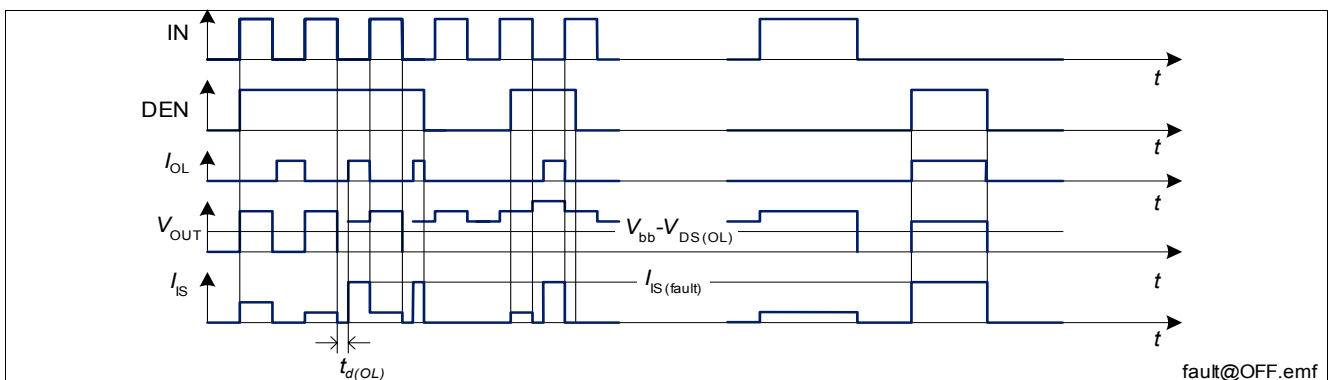 IN
t
DEN
t
I_OL
t
V_OUT
V_bb-V_DS(OL)
t
I_IS
I_IS(fault)
t
t_d(OL)
fault@OFF.emf